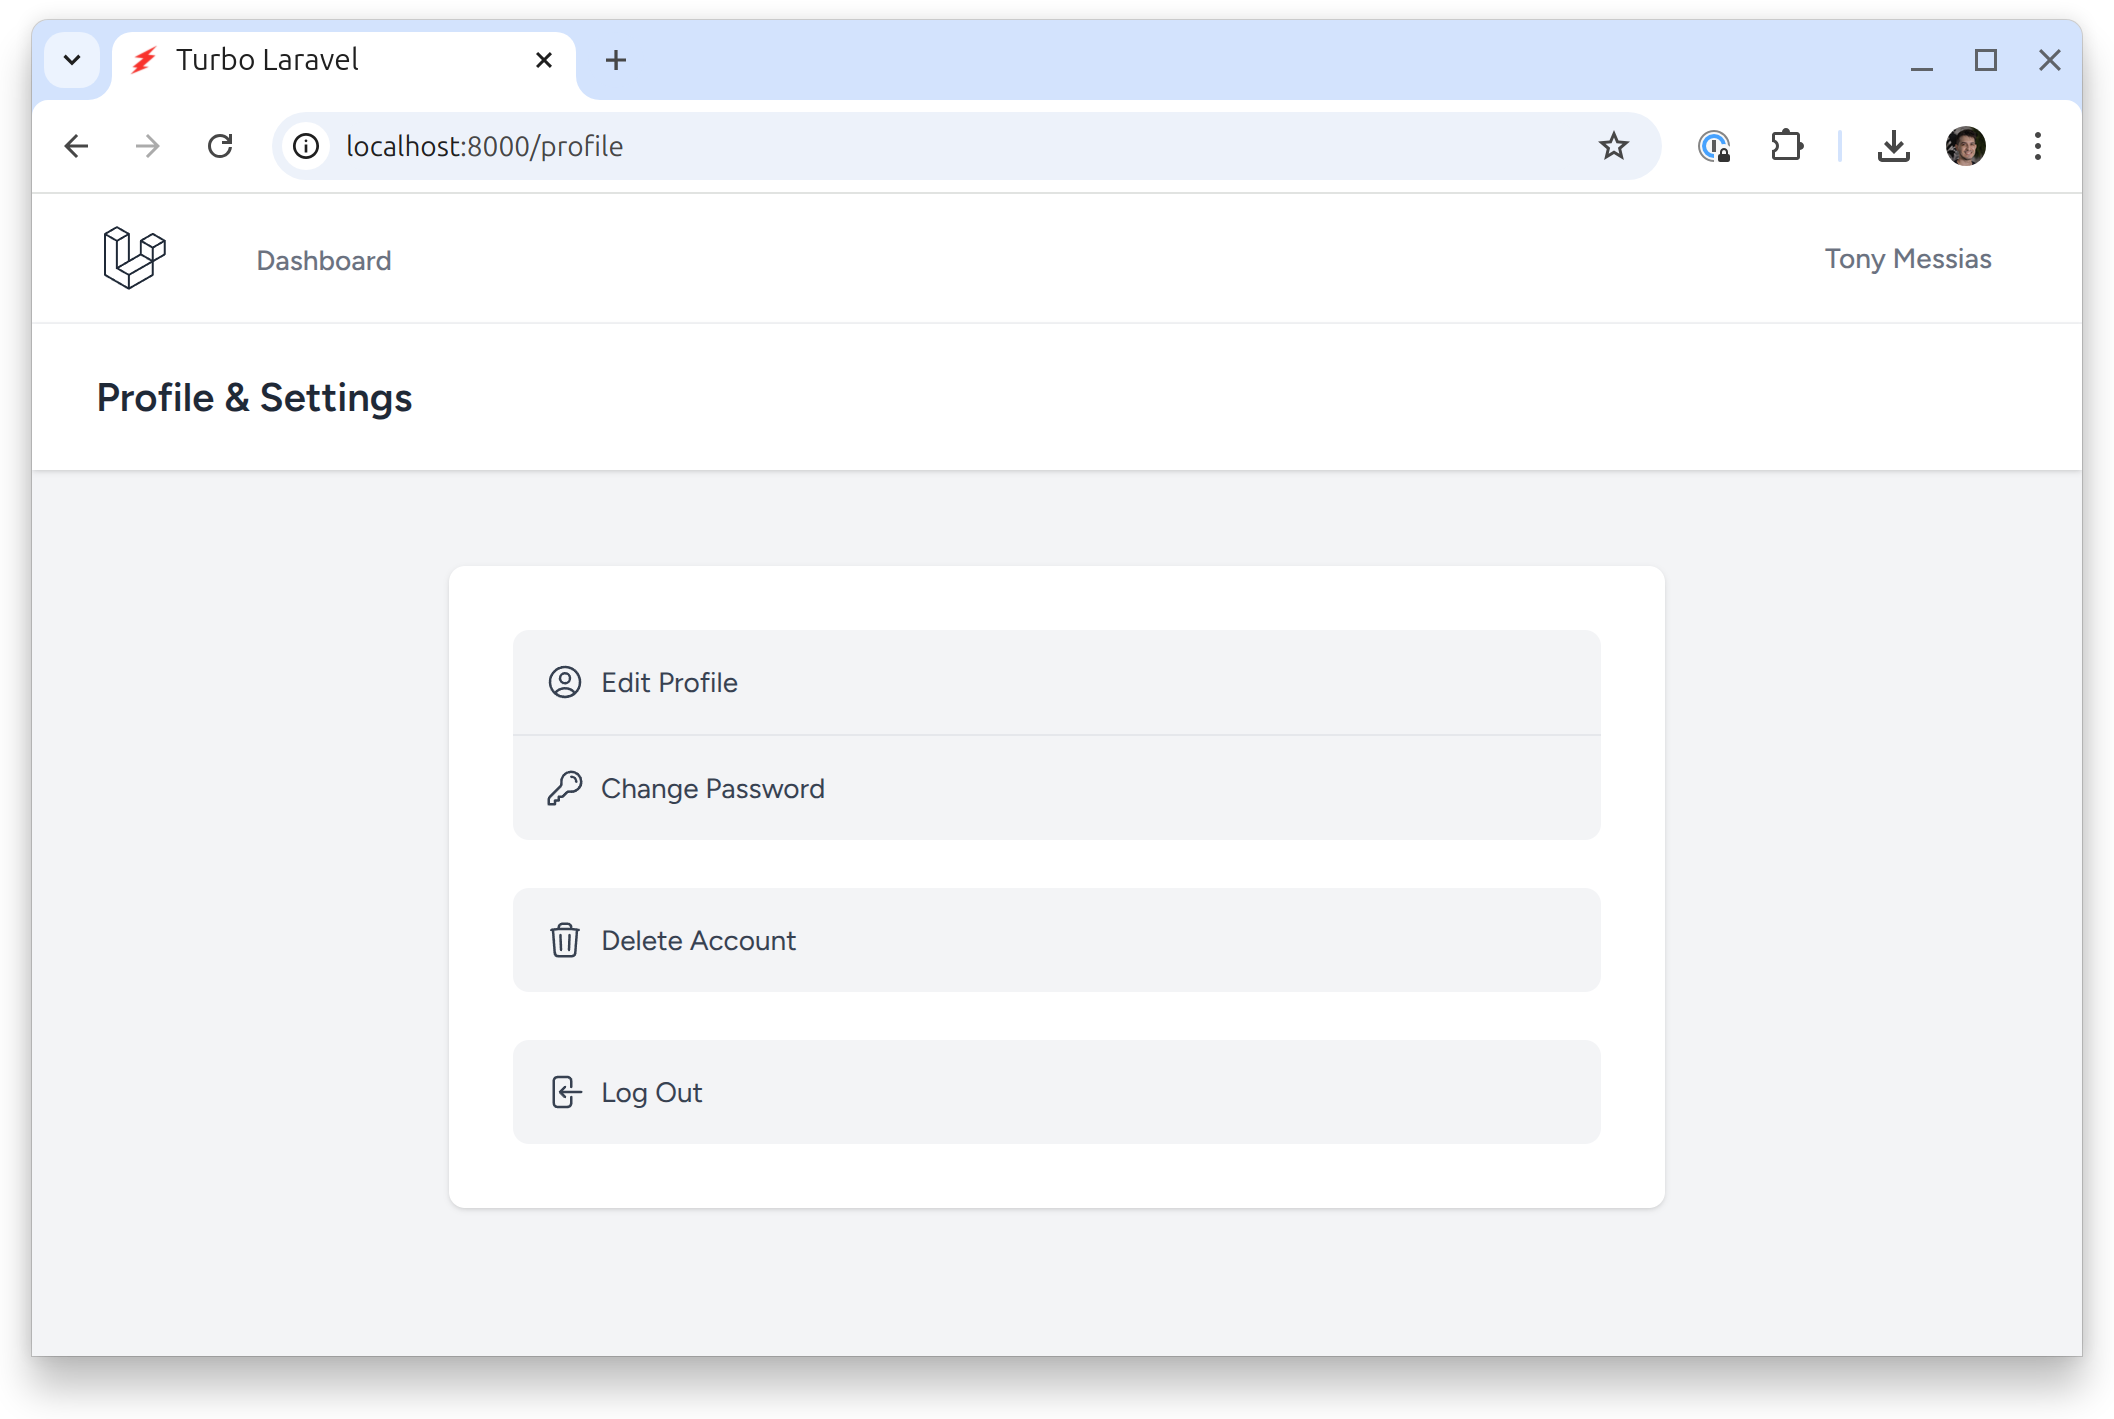 Turbo Laravel
localhost:8000/profile
Dashboard
Tony Messias
Profile & Settings
Edit Profile
Change Password
Delete Account
Log Out